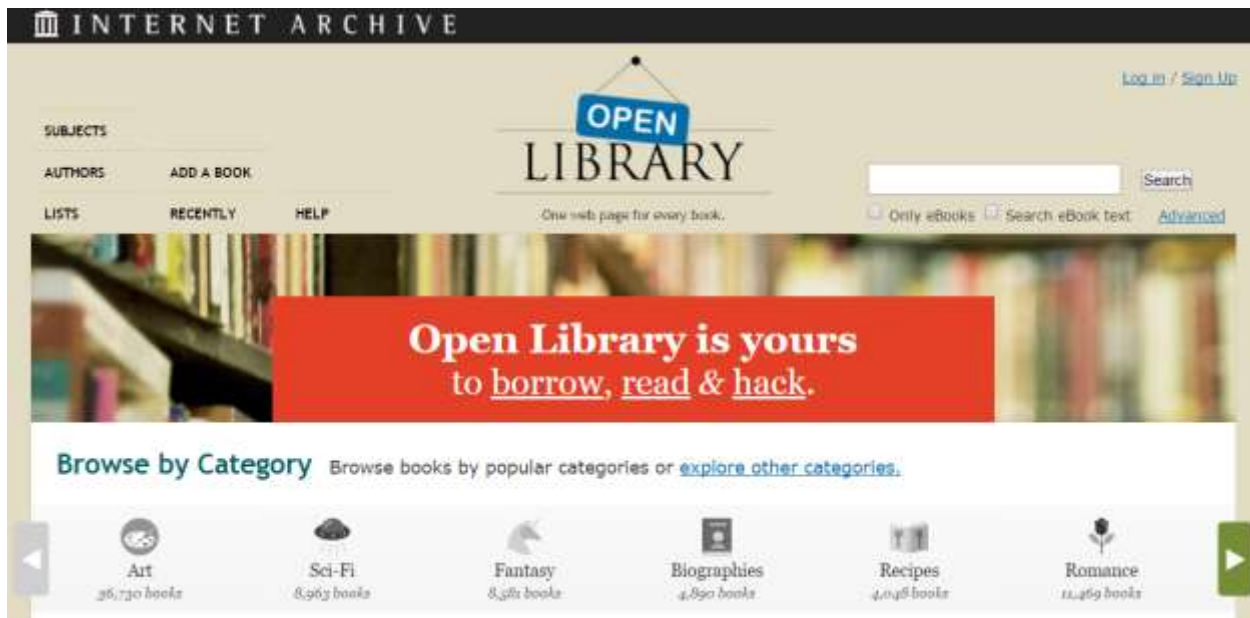 INTERNET ARCHIVE
Log in / Sign Up
OPEN
LIBRARY
One web page for every book.
SUBJECTS
AUTHORS ADD A BOOK
LISTS RECENTLY HELP
Search
Only eBooks Search eBook text Advanced
Open Library is yours
to borrow, read & hack.
Browse by Category Browse books by popular categories or explore other categories.
Art Sci-Fi Fantasy Biographies Recipes Romance
36,730 books 8,963 books 8,581 books 4,890 books 4,048 books 11,469 books